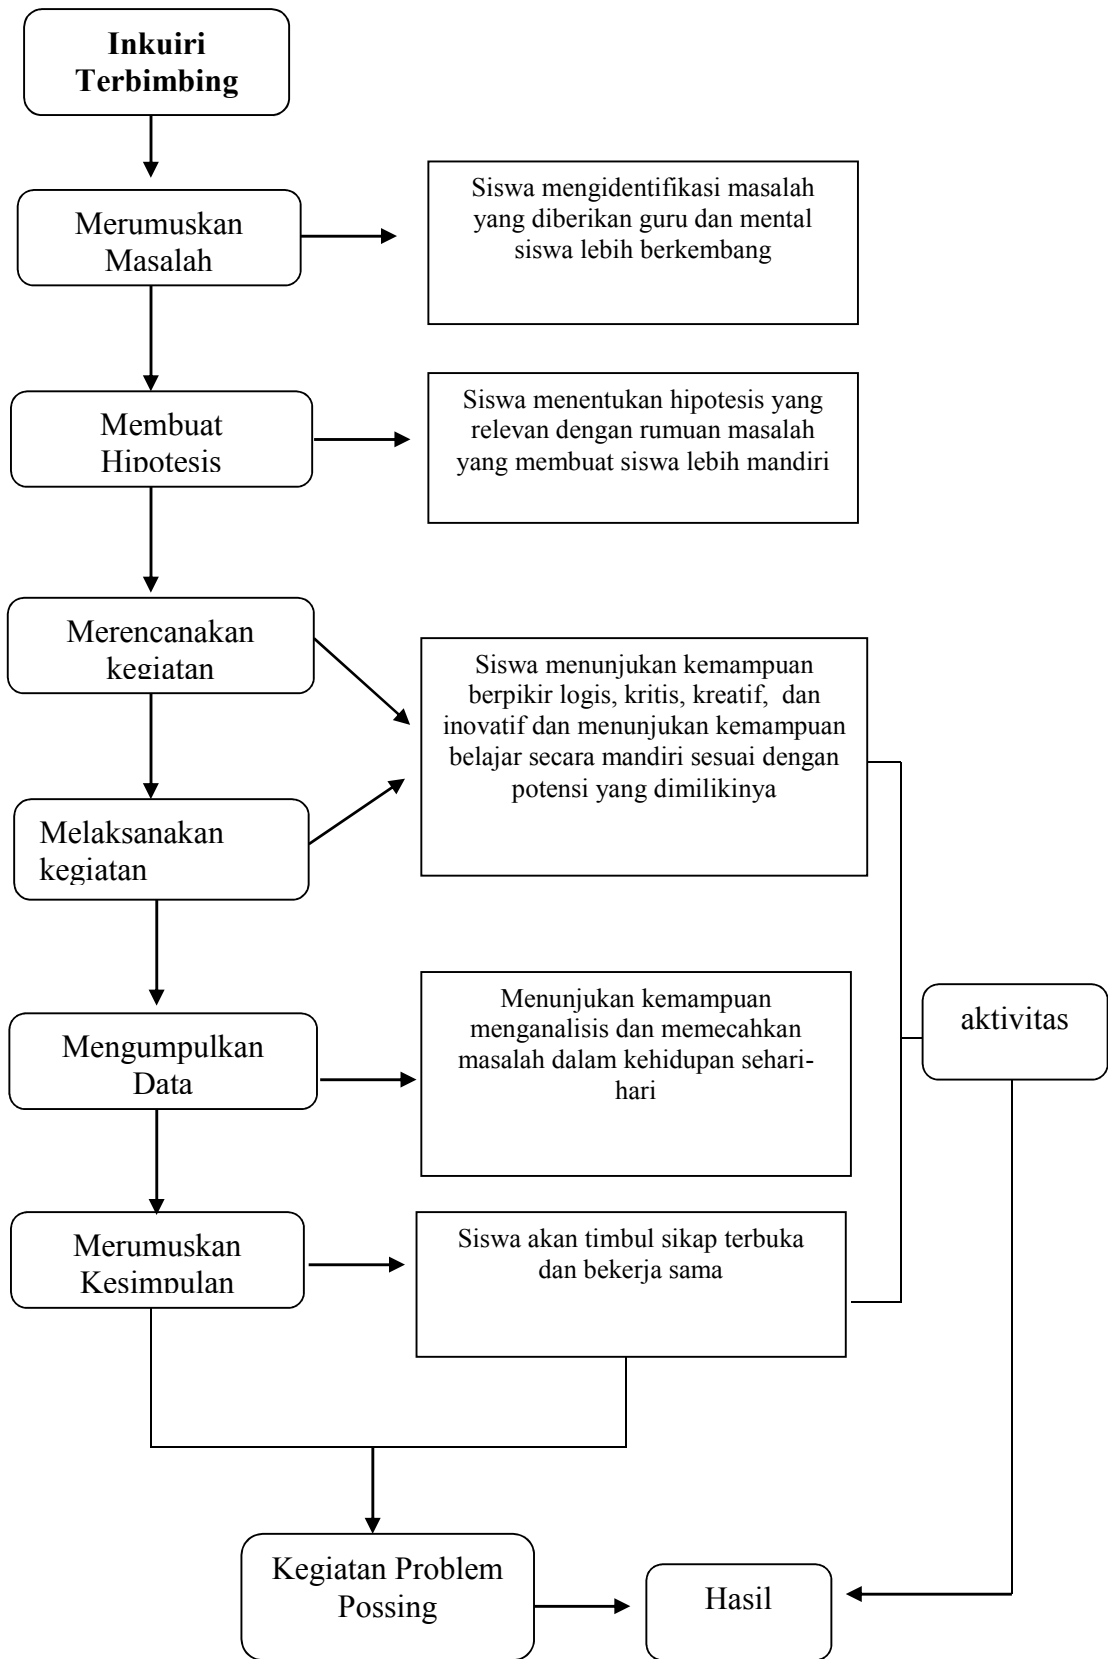 Inkuiri
Terbimbing
Merumuskan
Masalah
Siswa mengidentifikasi masalah
yang diberikan guru dan mental
siswa lebih berkembang
Membuat
Hipotesis
Siswa menentukan hipotesis yang
relevan dengan rumuan masalah
yang membuat siswa lebih mandiri
Merencanakan
kegiatan
Siswa menunjukan kemampuan
berpikir logis, kritis, kreatif, dan
inovatif dan menunjukan kemampuan
belajar secara mandiri sesuai dengan
potensi yang dimilikinya
Melaksanakan
kegiatan
Mengumpulkan
Data
Menunjukan kemampuan
menganalisis dan memecahkan
masalah dalam kehidupan sehari-
hari
aktivitas
Merumuskan
Kesimpulan
Siswa akan timbul sikap terbuka
dan bekerja sama
Kegiatan Problem
Possing
Hasil